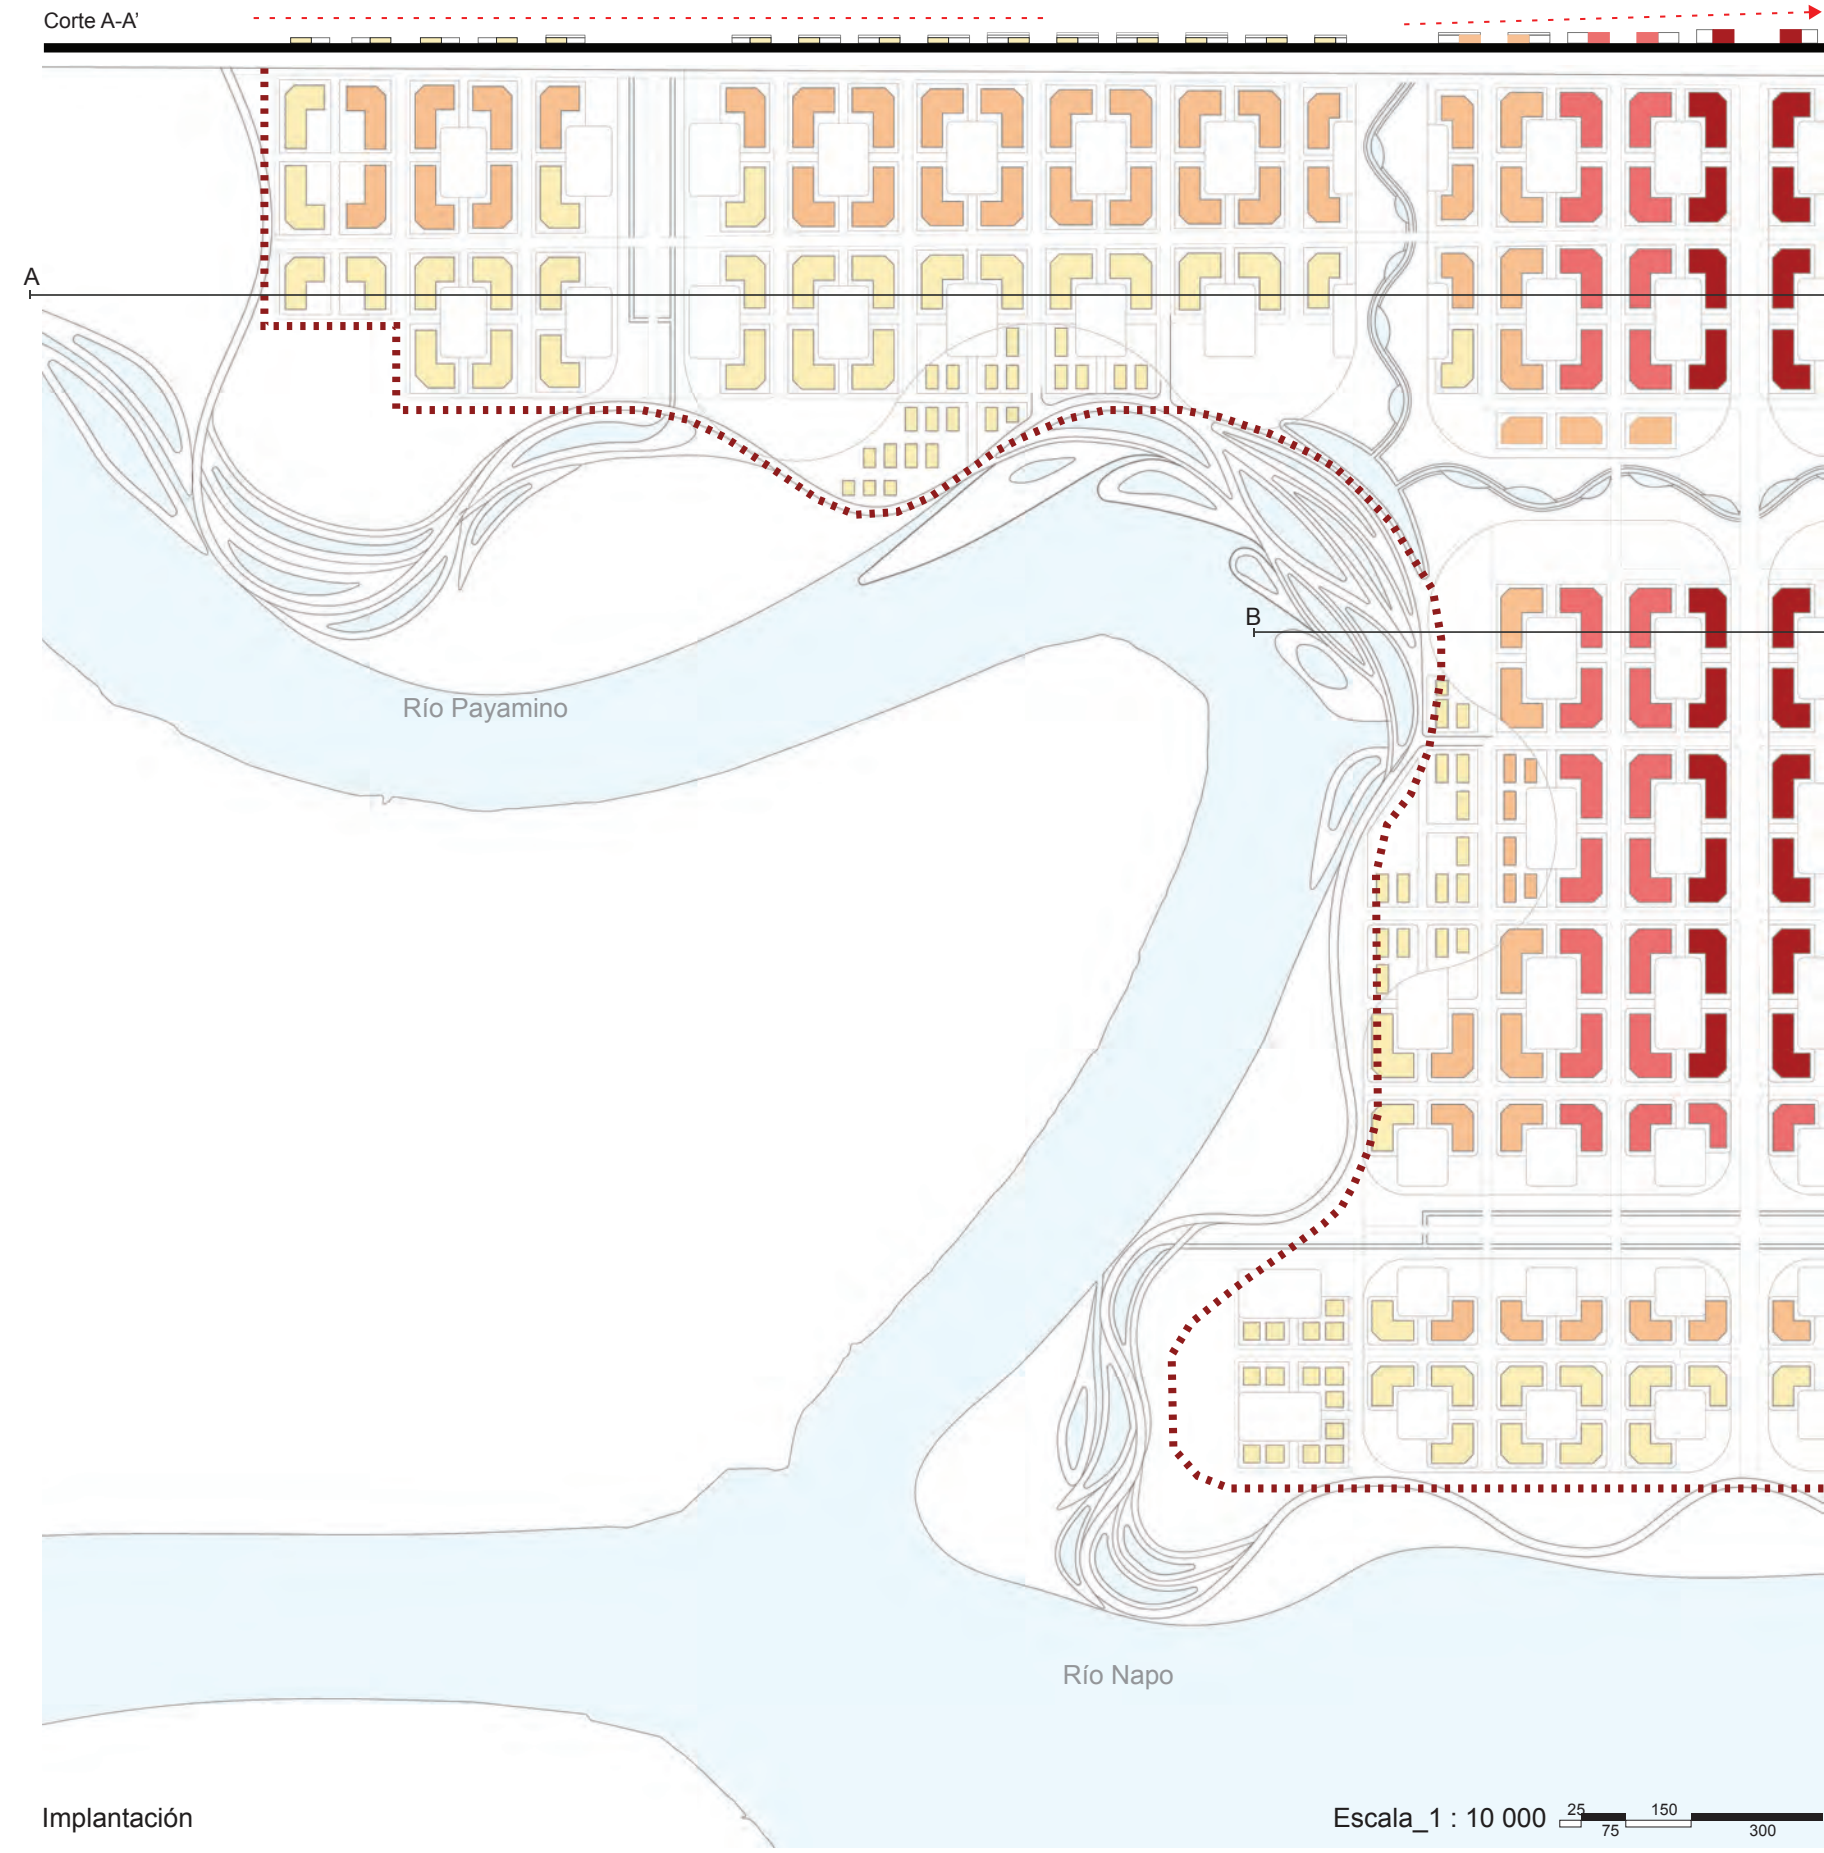 Corte A-A'
A
B
Río Payamino
Río Napo
Implantación
Escala_1 : 10 000
25
150
75
300